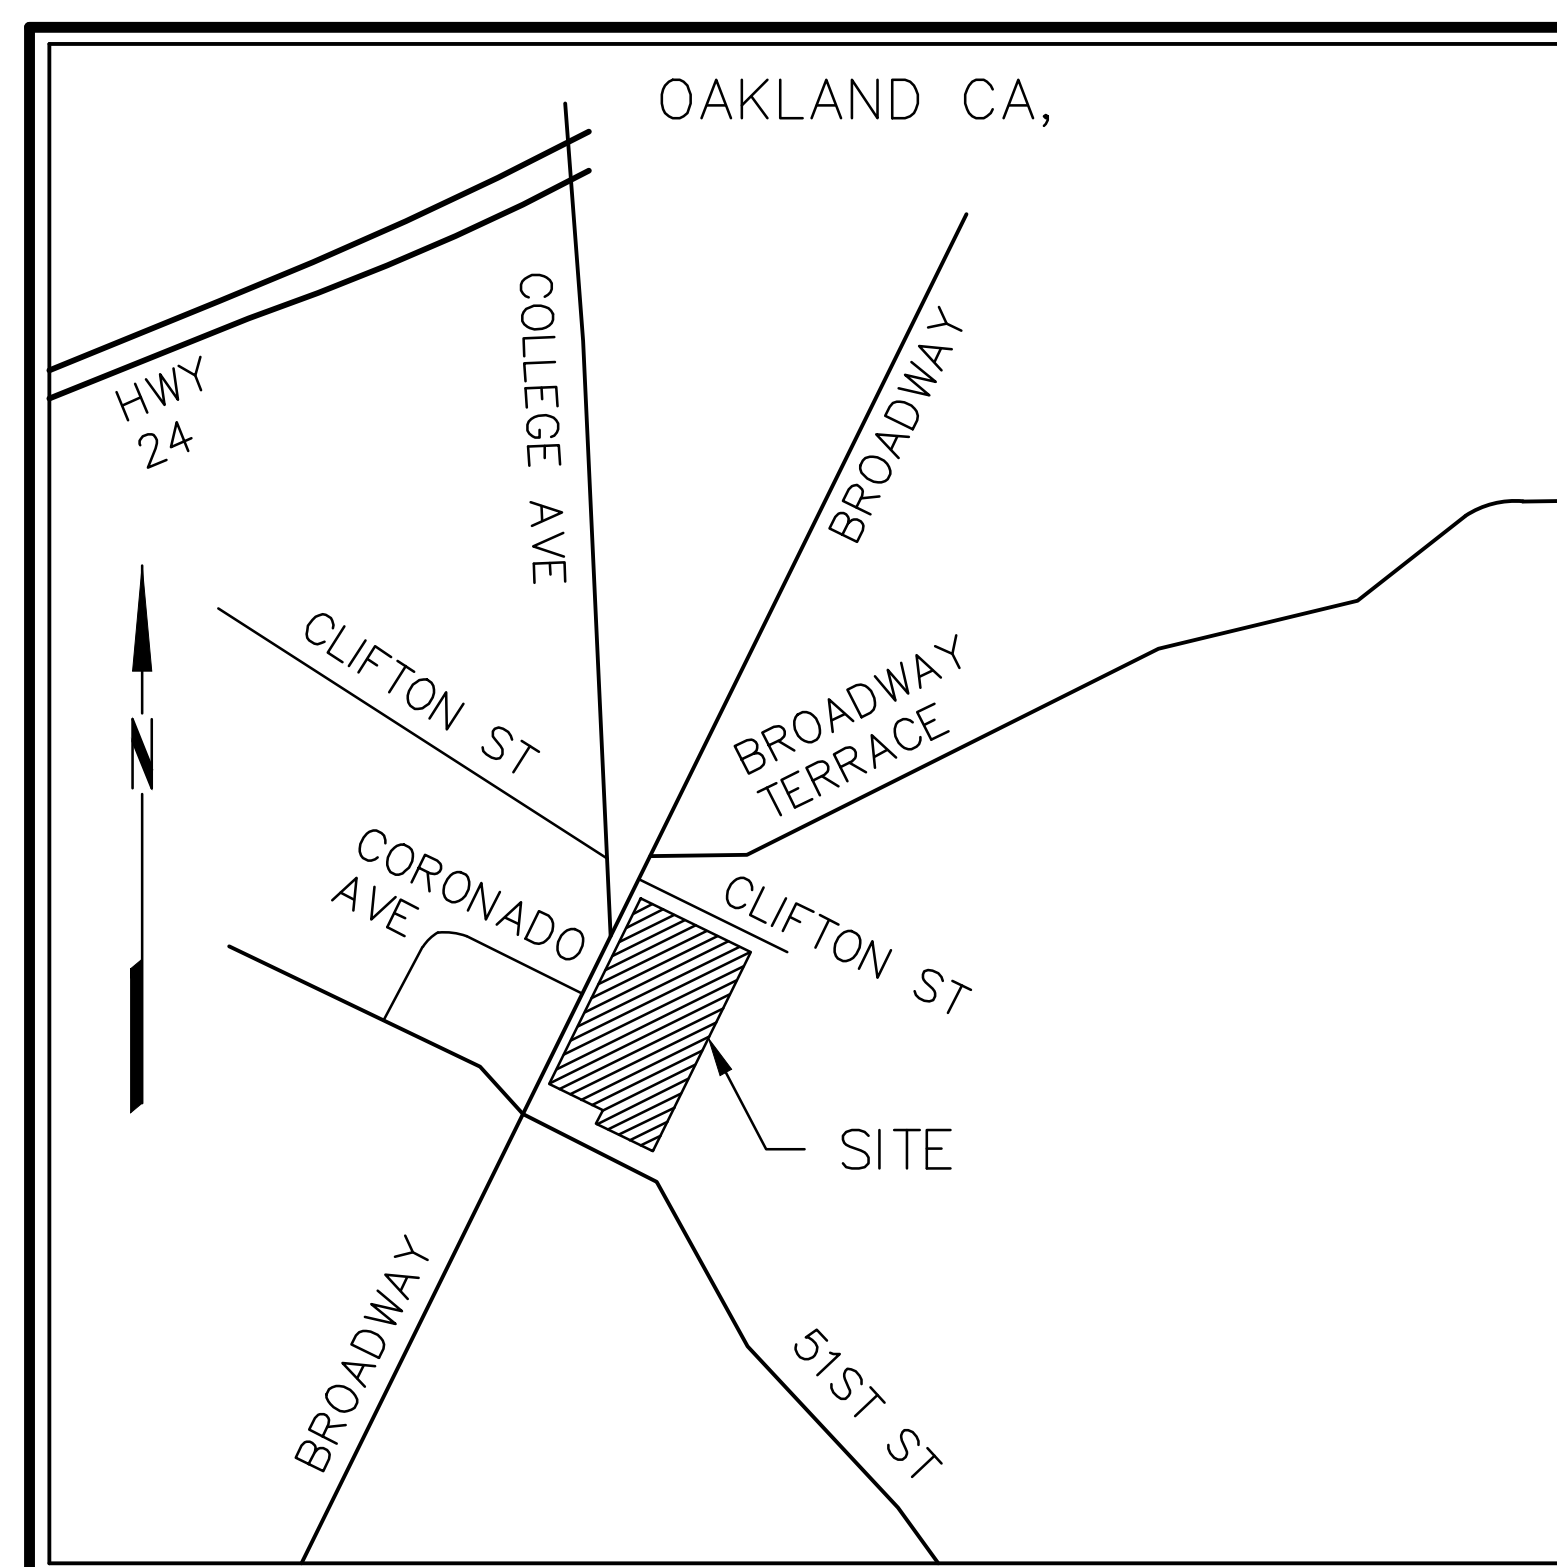 OAKLAND CA,
COLLEGE AVE
BROADWAY
HWY
24
CLIFTON ST
BROADWAY
TERRACE
N
CORONADO
AVE
CLIFTON ST
SITE
BROADWAY
51ST ST